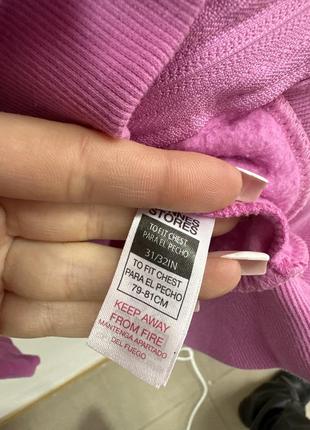 STORES
TO FIT CHEST
PARA EL PECHO
31/32IN
TO FIT CHEST
PARA EL PECHO
79-81CM
KEEP AWAY
FROM FIRE
MANTENGA APARTADO
DEL FUEGO